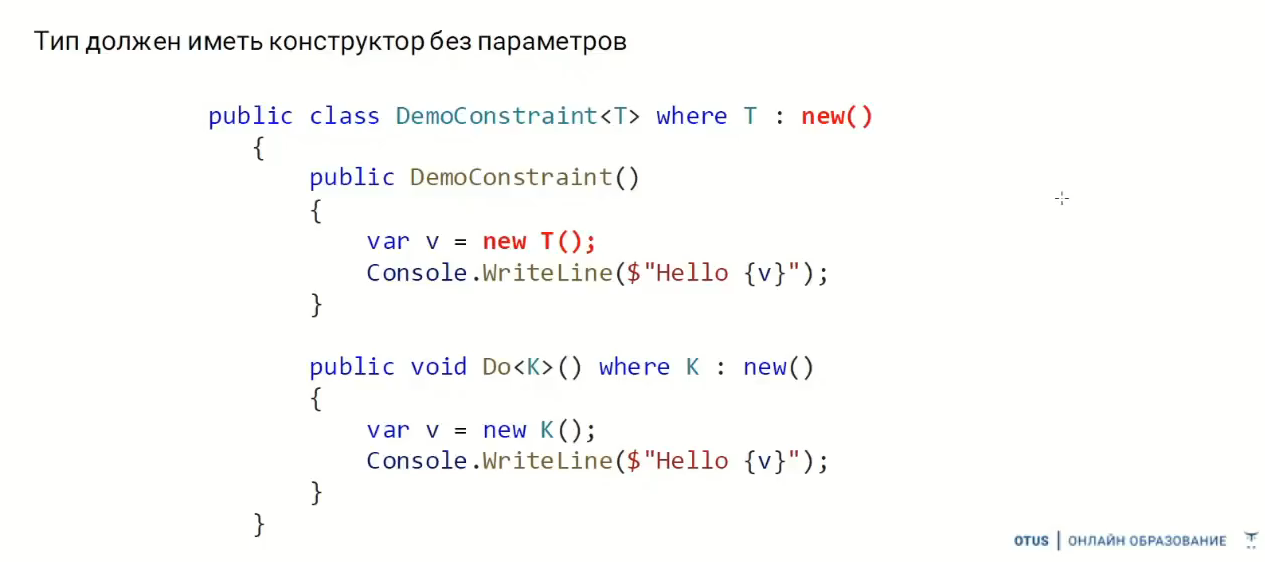 Тип должен иметь конструктор без параметров
public class DemoConstraint<T> where T : new()
{
public DemoConstraint()
{
var v = new T();
Console.WriteLine($"Hello {v}");
}
public void Do<K>() where K : new()
{
var v = new K();
Console.WriteLine($"Hello {v}");
}
}
OTUS | ОНЛАЙН ОБРАЗОВАНИЕ